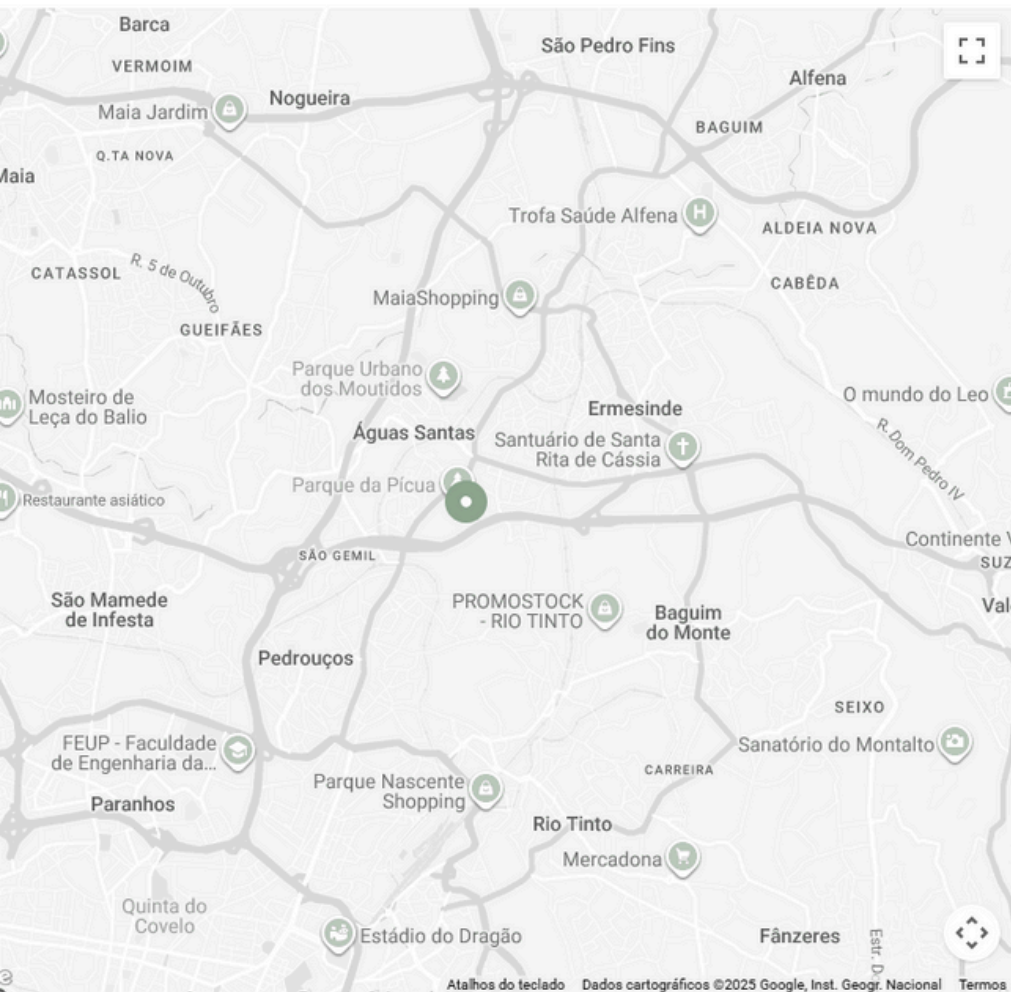 Barca
São Pedro Fins
VERMOIM
Alfena
Nogueira
Maia Jardim
BAGUIM
Q.TA NOVA
Maia
Trofa Saúde Alfena
ALDEIA NOVA
CATASSOL
R. 5 de Outubro
CABÊDA
MaiaShopping
GUEIFÃES
Parque Urbano
dos Moutidos
Mosteiro de
Leça do Balio
O mundo do Leo
Ermesinde
Águas Santas
Santuário de Santa
Rita de Cássia
R. Dom Pedro IV
Parque da Pícua
Restaurante asiático
Continente V
SÃO GEMIL
SUZ
São Mamede
de Infesta
PROMOSTOCK
- RIO TINTO
Baguim
do Monte
Val
Pedrouços
SEIXO
FEUP - Faculdade
de Engenharia da...
Sanatório do Montalto
CARREIRA
Parque Nascente
Shopping
Paranhos
Rio Tinto
Mercadona
Quinta do
Covelo
Estádio do Dragão
Fânzeres
Estr. D
Atalhos do teclado
Dados cartográficos ©2025 Google, Inst. Geogr. Nacional
Termos